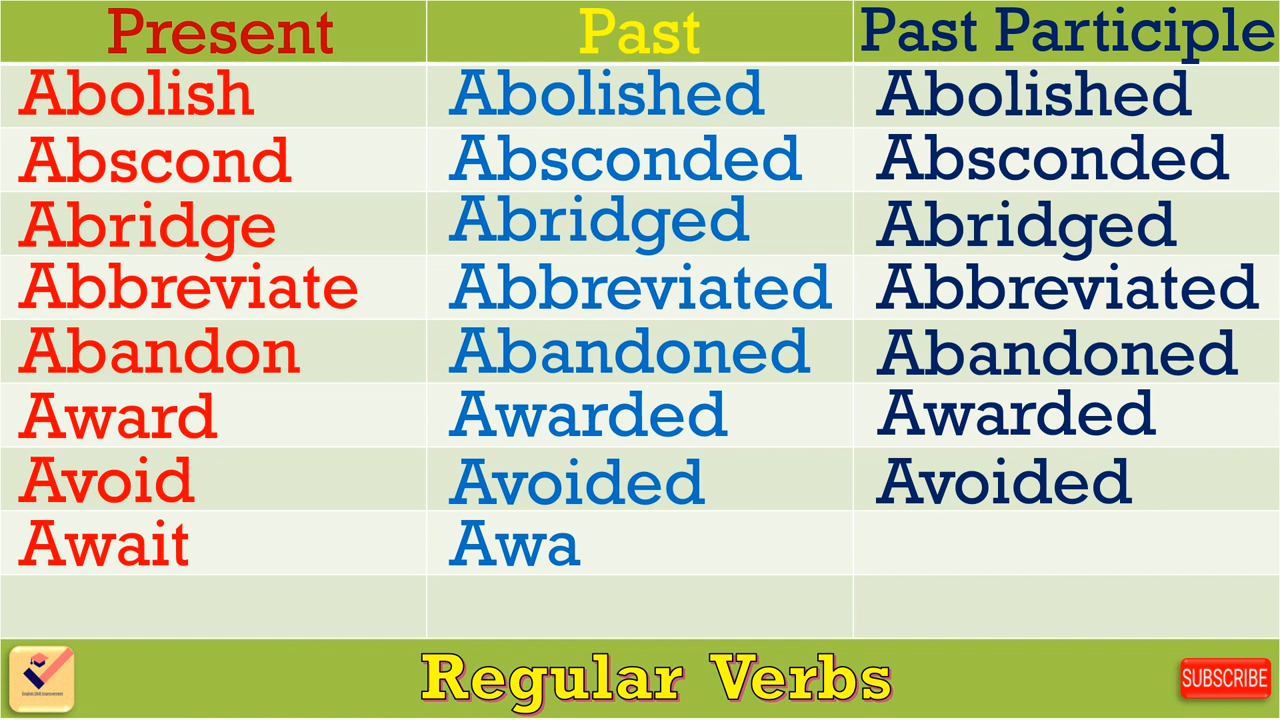 Present Past Past Participle
Abolish Abolished Abolished
Abscond Absconded Absconded
Abridge Abridged Abridged
Abbreviate Abbreviated Abbreviated
Abandon Abandoned Abandoned
Award Awarded Awarded
Avoid Avoided Avoided
Await Awa
Regular Verbs
SUBSCRIBE